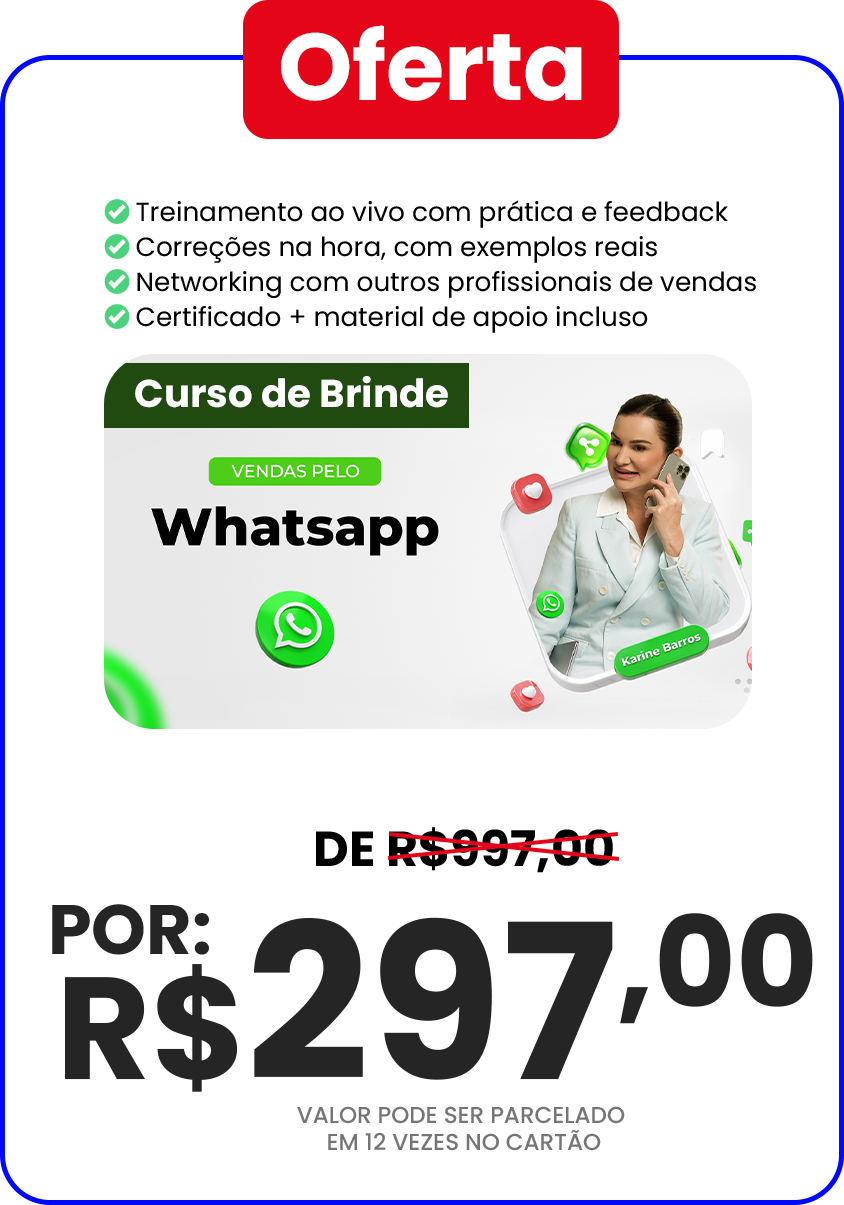 Oferta
Treinamento ao vivo com prática e feedback
Correções na hora, com exemplos reais
Networking com outros profissionais de vendas
Certificado + material de apoio incluso
Curso de Brinde
VENDAS PELO
Whatsapp
Karine Barros
DE R$997,00
POR:
R$297,00
VALOR PODE SER PARCELADO
EM 12 VEZES NO CARTÃO